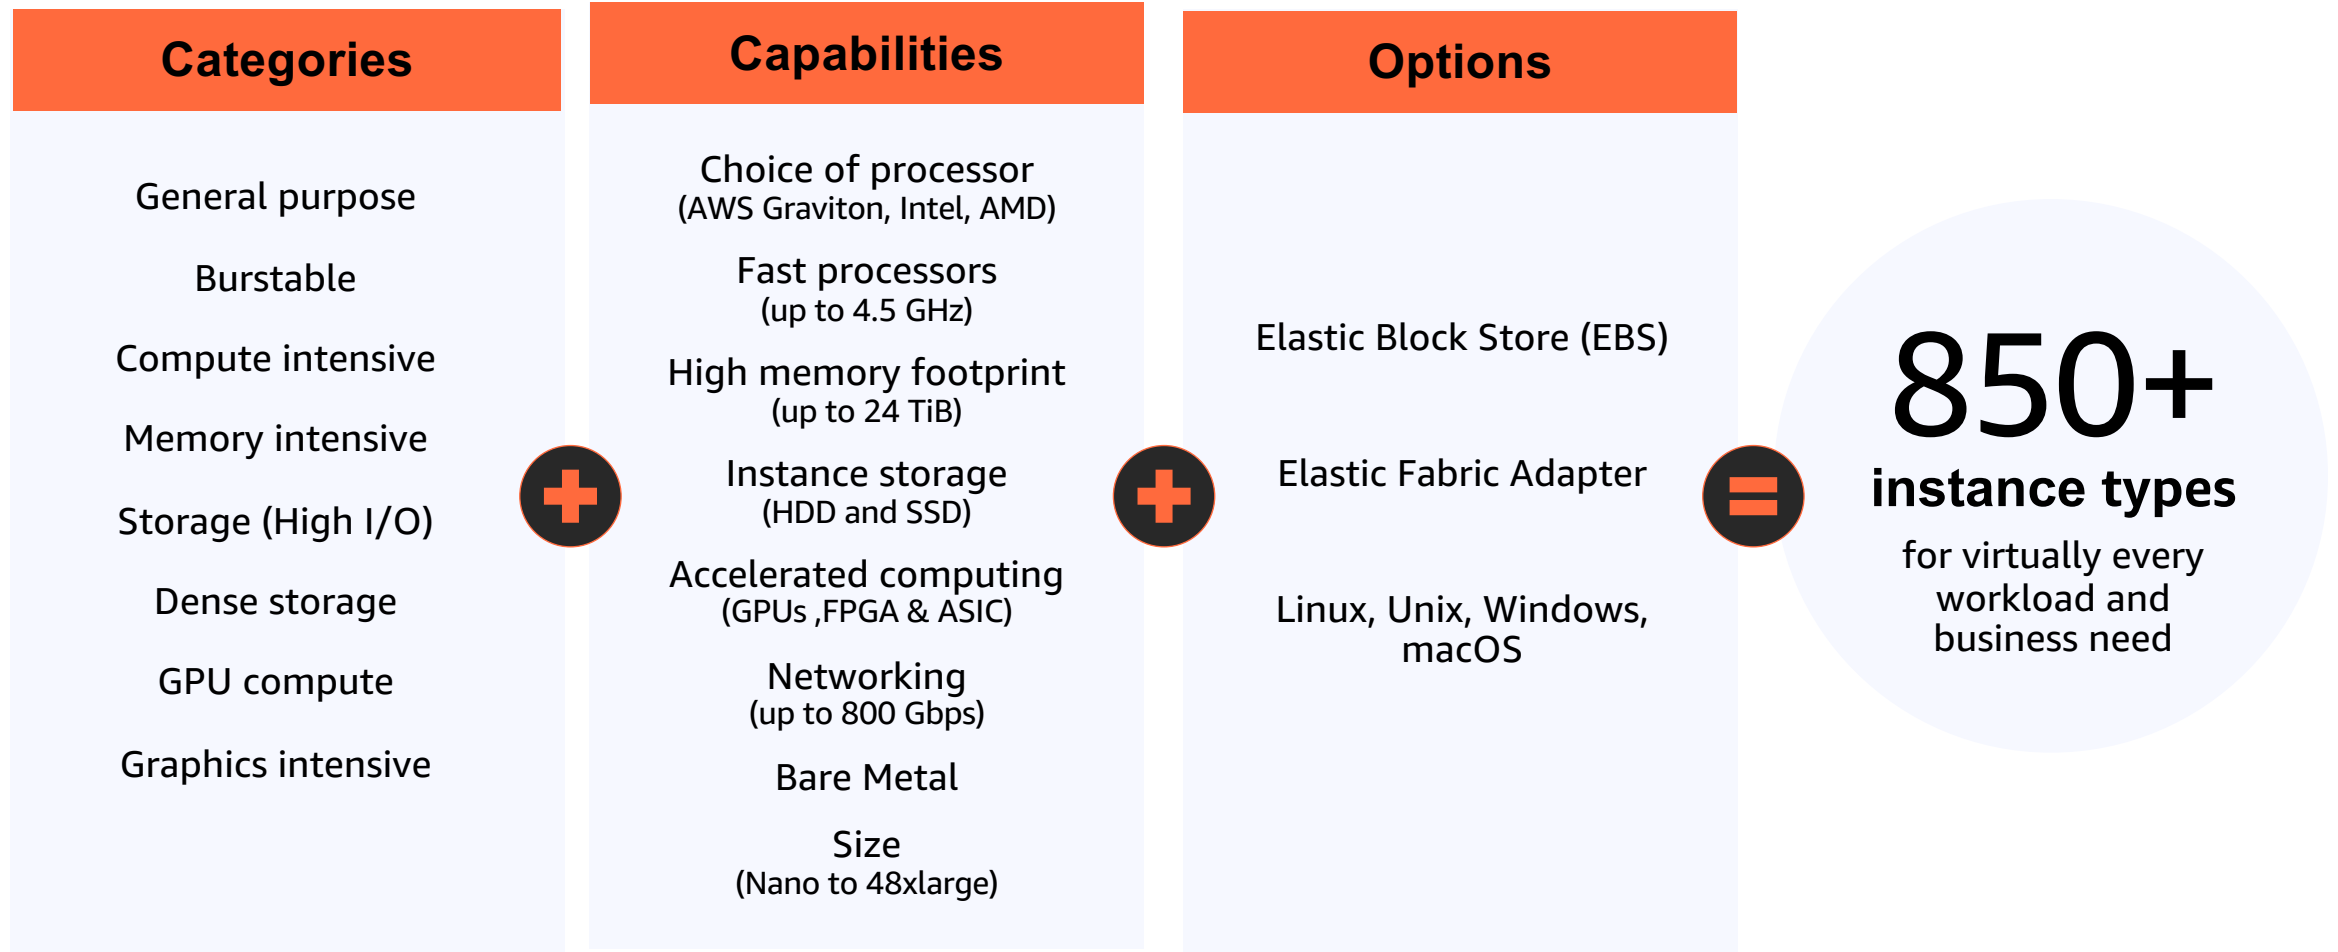 Categories
General purpose
Burstable
Compute intensive
Memory intensive
Storage (High I/O)
Dense storage
GPU compute
Graphics intensive
Capabilities
Choice of processor
(AWS Graviton, Intel, AMD)
Fast processors
(up to 4.5 GHz)
High memory footprint
(up to 24 TiB)
Instance storage
(HDD and SSD)
Accelerated computing
(GPUs ,FPGA & ASIC)
Networking
(up to 800 Gbps)
Bare Metal
Size
(Nano to 48xlarge)
Options
Elastic Block Store (EBS)
Elastic Fabric Adapter
Linux, Unix, Windows,
macOS
850+
instance types
for virtually every
workload and
business need